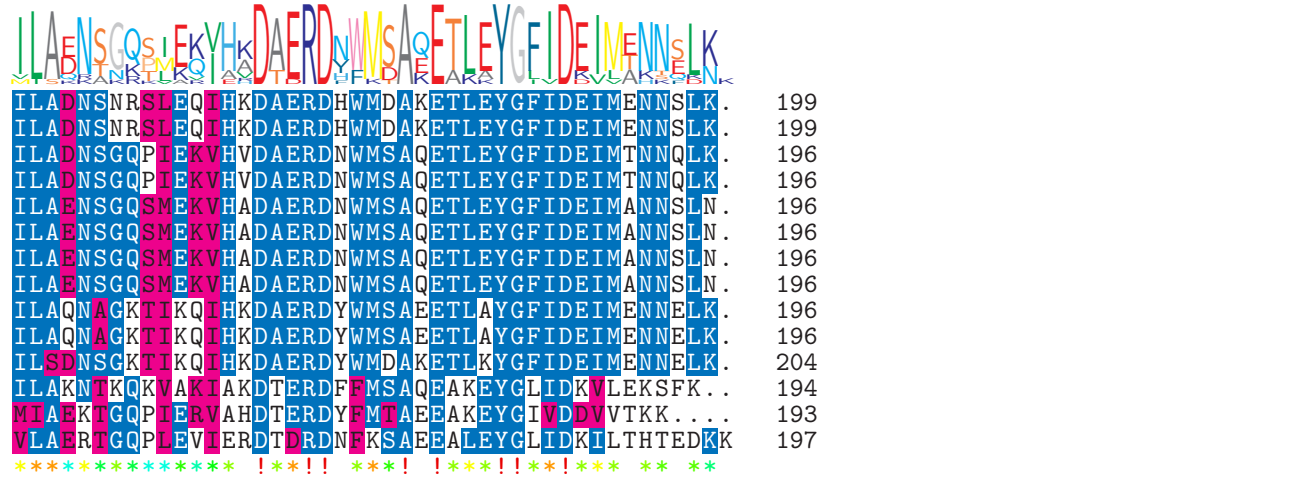 ILAENSGQSIEKVHKDAERDNWMSAQETLEYGFIDEIMENNSLK
ILADNSNRSLEQIHKDAERDHWMDAKETLEYGFIDEIMENNSLK. 199
ILADNSNRSLEQIHKDAERDHWMDAKETLEYGFIDEIMENNSLK. 199
ILADNSGQPIEKVHVDAERDNWMSAQETLEYGFIDEIMTNNQLK. 196
ILADNSGQPIEKVHVDAERDNWMSAQETLEYGFIDEIMTNNQLK. 196
ILAENSGQSMEKVHADAERDNWMSAQETLEYGFIDEIMANNSLN. 196
ILAENSGQSMEKVHADAERDNWMSAQETLEYGFIDEIMANNSLN. 196
ILAENSGQSMEKVHADAERDNWMSAQETLEYGFIDEIMANNSLN. 196
ILAENSGQSMEKVHADAERDNWMSAQETLEYGFIDEIMANNSLN. 196
ILAQNAGKTIKQIHKDAERDYWMSAEETLAYGFIDEIMENNELK. 196
ILAQNAGKTIKQIHKDAERDYWMSAEETLAYGFIDEIMENNELK. 196
ILSDNSGKTIKQIHKDAERDYWMDAKETLKYGFIDEIMENNELK. 204
ILAKNTKQKVAKIAKDTERDFFMSAQEAKEYGLIDKVLEKSFK.. 194
MIAEKTGQPIERVAHDTERDYFMTAEEAKEYGIVDDVVTKK.... 193
VLAERTGQPLEVIERDTDRDNFKSAEEALEYGLIDKILTHTEDKK 197
************** !**!! ***! !***!!**!*** ** **